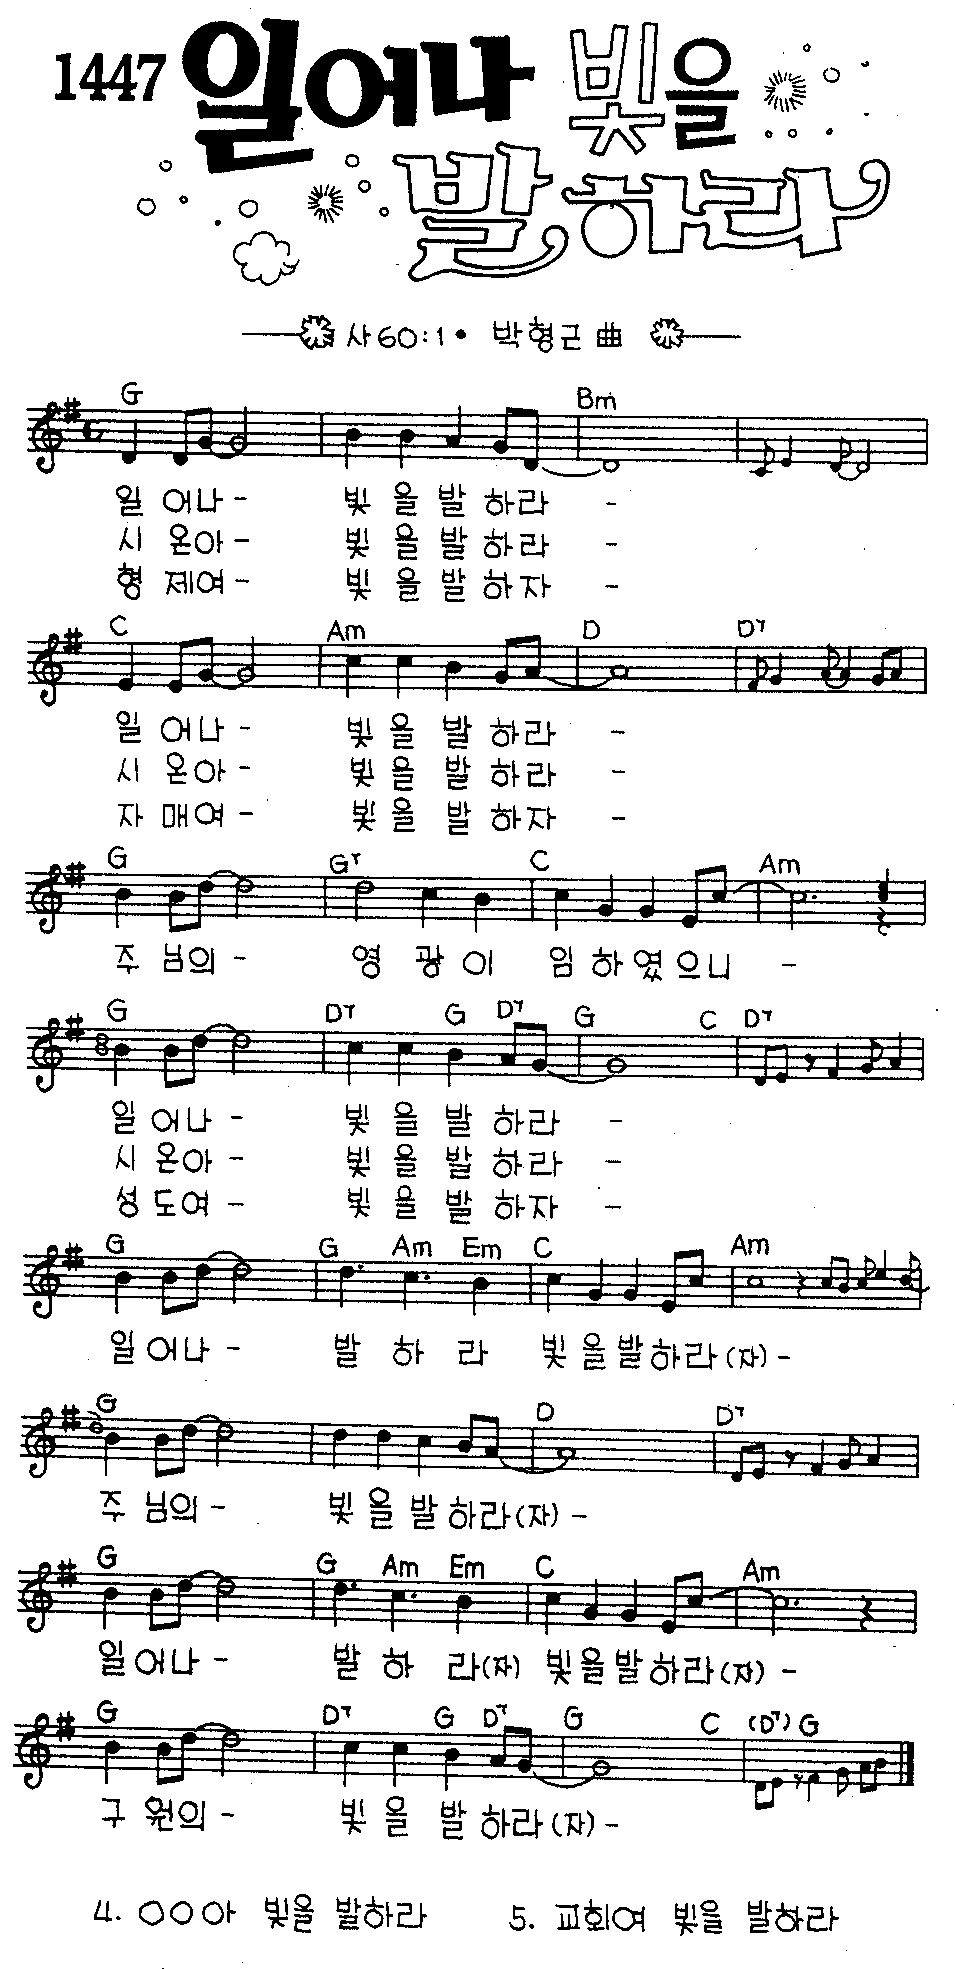 1447 일어나 빛을
발하라
사60:1 • 박형근 曲
G Bm
일 어나 - 빛 을 발 하라 -
시 온아 - 빛 을 발 하라 -
형 제여 - 빛 을 발 하자 -
C Am D D7
일 어나 - 빛 을 발 하라 -
시 온아 - 빛 을 발 하라 -
자 매여 - 빛 을 발 하자 -
G G7 C Am
주 님의 - 영 광 이 임 하 였 으니 -
G D7 G D7 G C D7
일 어나 - 빛 을 발 하라 -
시 온아 - 빛 을 발 하라 -
성 도여 - 빛 을 발 하자 -
G G Am Em C Am
일 어나 - 발 하 라 빛 을 발 하라(자) -
G D D7
주 님의 - 빛 을 발 하라(자) -
G G Am Em C Am
일 어나 - 발 하 라(자) 빛 을 발 하라(자) -
G D7 G D7 G C (D7) G
구 원의 - 빛 을 발 하라(자) -
4. ○○○아 빛을 발하라 5. 교회여 빛을 발하라